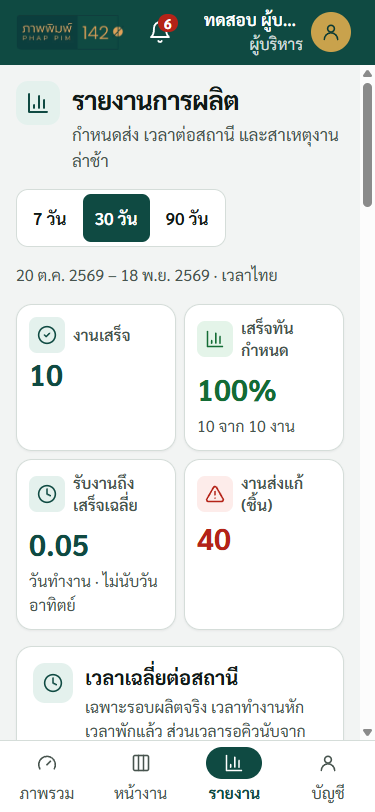 ภาพพิมพ์
PHAP PIM
142
6
ทดสอบ ผู้บ...
ผู้บริหาร
รายงานการผลิต
กำหนดส่ง เวลาต่อสถานี และสาเหตุงาน
ล่าช้า
7 วัน
30 วัน
90 วัน
20 ต.ค. 2569 – 18 พ.ย. 2569 · เวลาไทย
งานเสร็จ
10
เสร็จทัน
กำหนด
100%
10 จาก 10 งาน
รับงานถึง
เสร็จเฉลี่ย
0.05
วันทำงาน · ไม่นับวัน
อาทิตย์
งานส่งแก้
(ชิ้น)
40
เวลาเฉลี่ยต่อสถานี
เฉพาะรอบผลิตจริง เวลาทำงานหัก
เวลาพักแล้ว ส่วนเวลารอคิวนับจาก
ภาพรวม
หน้างาน
รายงาน
บัญชี